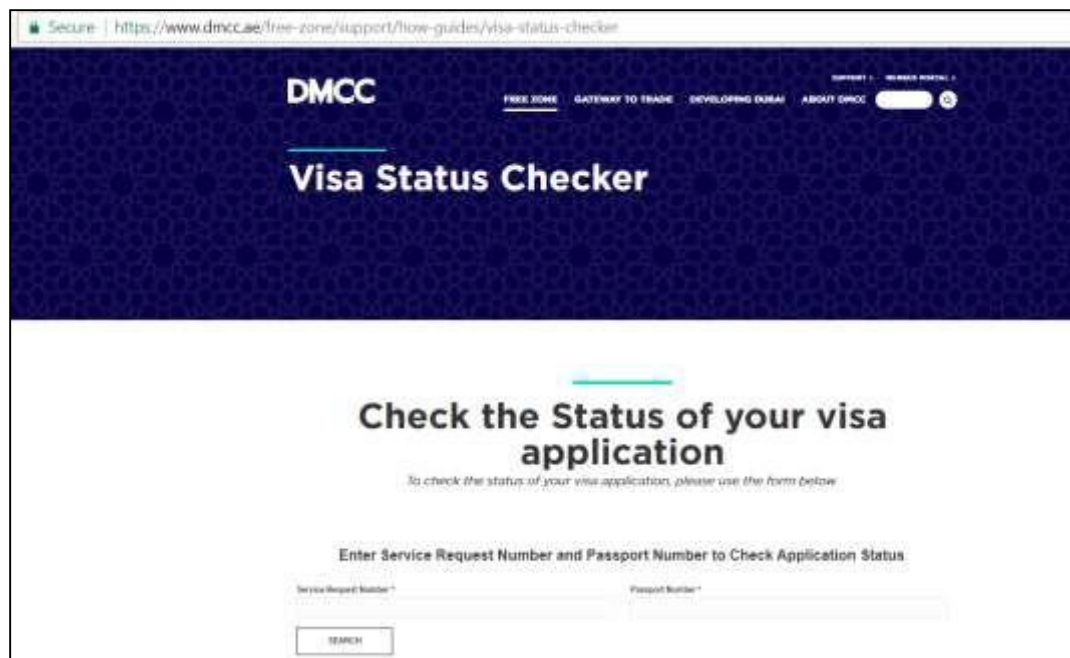 Secure | https://www.dmcc.ae/free-zone/support/how-guides/visa-status-checker
SUPPORT MEMBER PORTAL
DMCC
FREE ZONE GATEWAY TO TRADE DEVELOPING DUBAI ABOUT DMCC
Visa Status Checker
Check the Status of your visa
application
To check the status of your visa application, please use the form below
Enter Service Request Number and Passport Number to Check Application Status
Service Request Number * Passport Number *
SEARCH